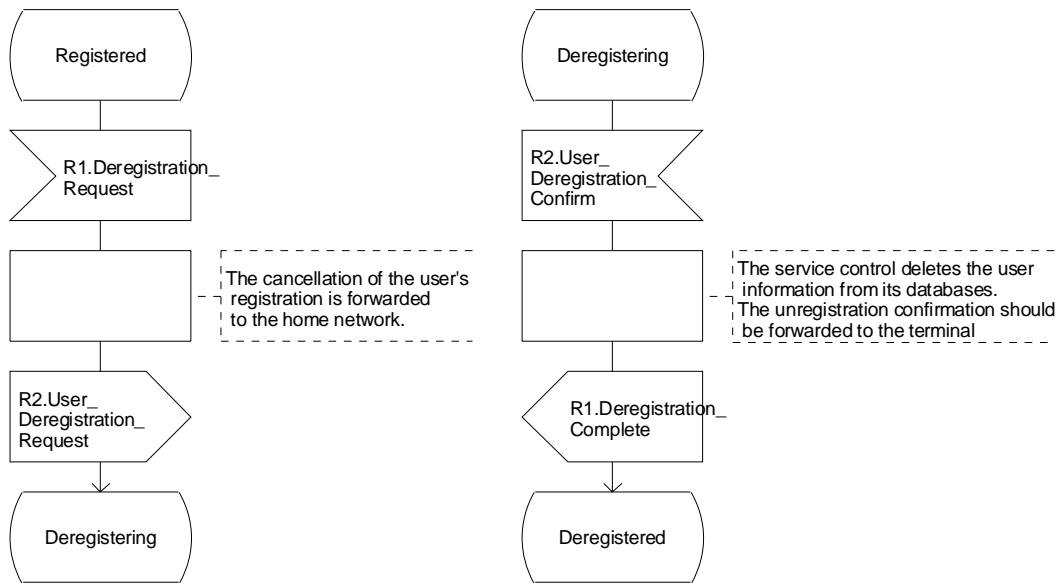 Registered
R1.Deregistration_
Request
The cancellation of the user's
registration is forwarded
to the home network.
R2.User_
Deregistration_
Request
Deregistering
Deregistering
R2.User_
Deregistration_
Confirm
The service control deletes the user
information from its databases.
The unregistration confirmation should
be forwarded to the terminal
R1.Deregistration_
Complete
Deregistered